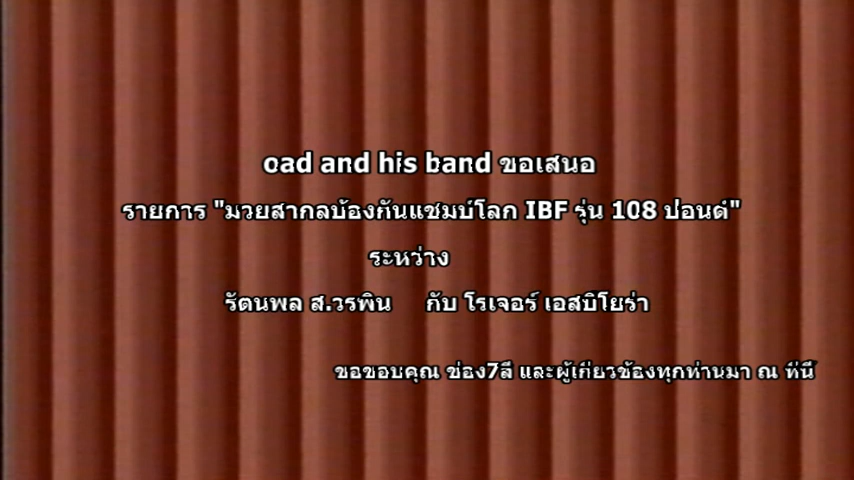 oad and his band ขอเสนอ
รายการ "มวยสากลป้องกันแชมป์โลก IBF รุ่น 108 ปอนด์"
ระหว่าง
รัตนพล ส.วรพิน กับ โรเจอร์ เอสปิโยร่า
ขอขอบคุณ ช่อง7สี และผู้เกี่ยวข้องทุกท่านมา ณ ที่นี้